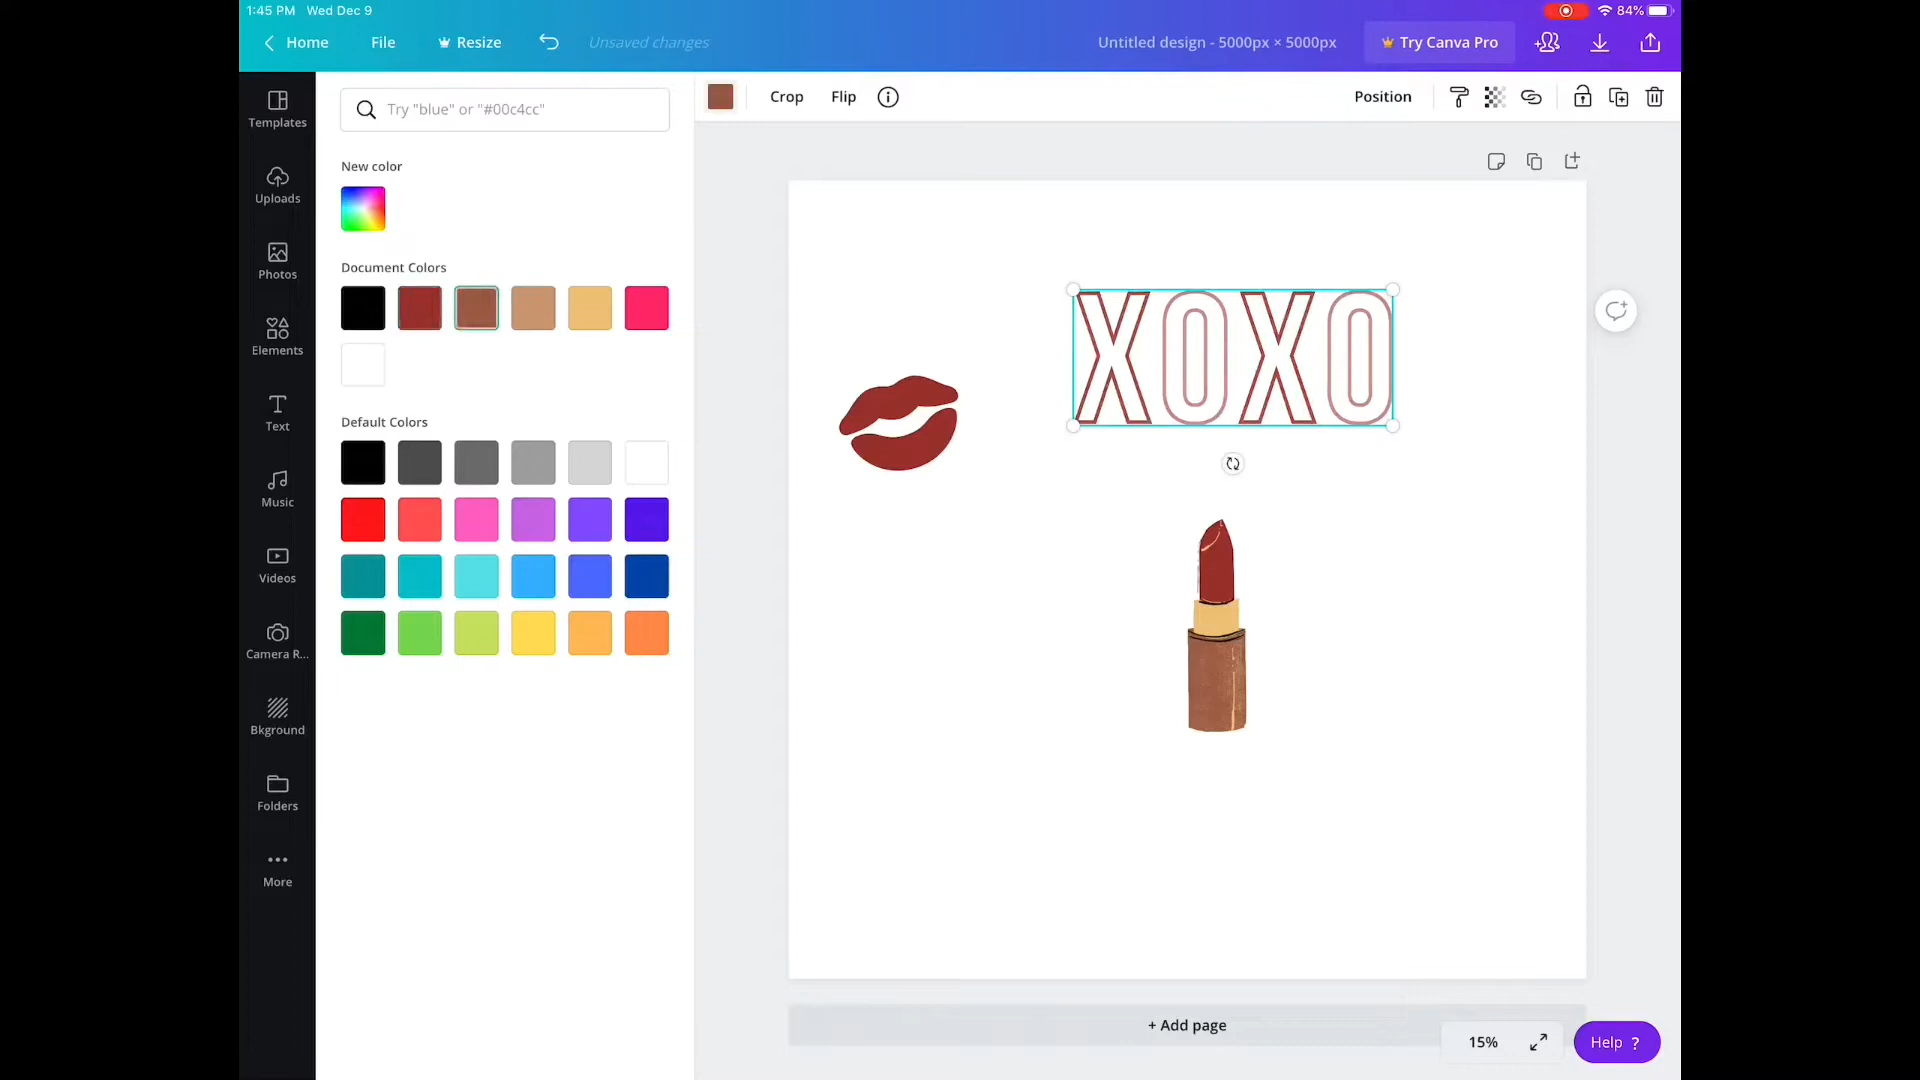 1:45 PM Wed Dec 9
84%
Home
File
Resize
Unsaved changes
Untitled design - 5000px × 5000px
Try Canva Pro
Templates
Uploads
Photos
Elements
Text
Music
Videos
Camera R...
Bkground
Folders
More
Try "blue" or "#00c4cc"
New color
Document Colors
Default Colors
Crop
Flip
Position
XOXO
+ Add page
15%
Help ?